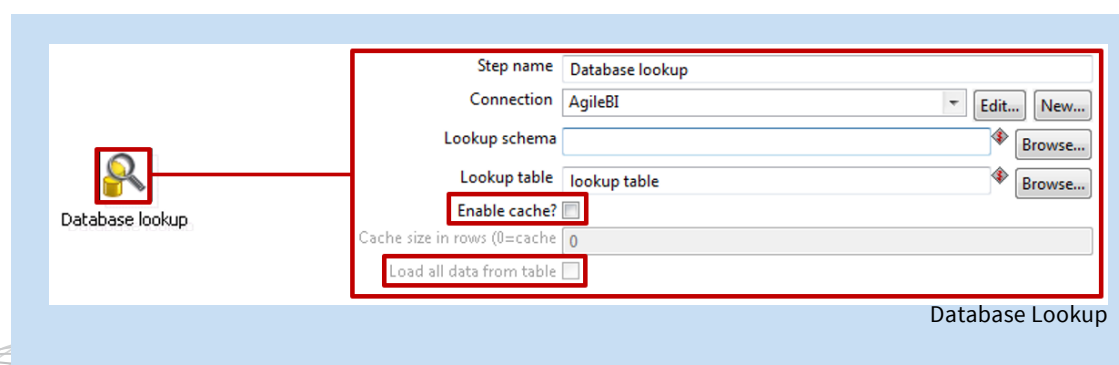 Step name Database lookup
Connection AgileBI Edit... New...
Lookup schema Browse...
Lookup table lookup table Browse...
Enable cache?
Database lookup
Cache size in rows (0=cache 0
Load all data from table
Database Lookup